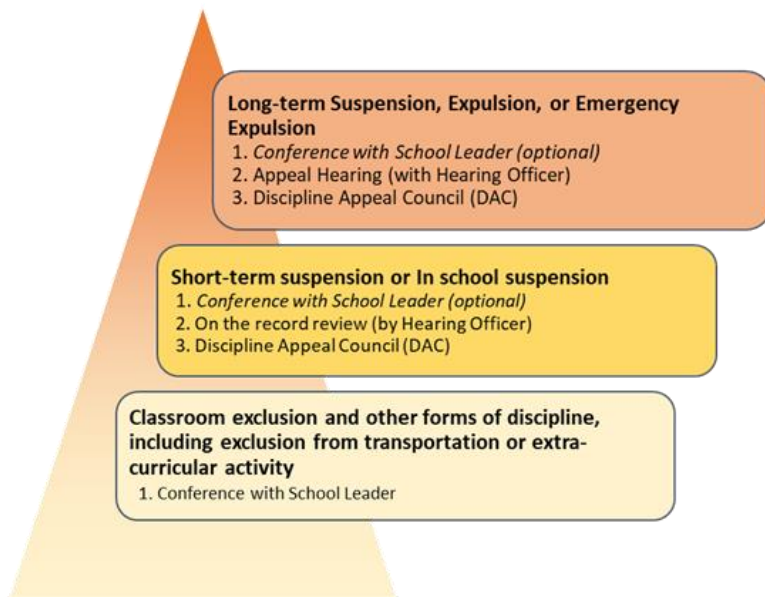 Long-term Suspension, Expulsion, or Emergency
Expulsion
1. Conference with School Leader (optional)
2. Appeal Hearing (with Hearing Officer)
3. Discipline Appeal Council (DAC)
Short-term suspension or In school suspension
1. Conference with School Leader (optional)
2. On the record review (by Hearing Officer)
3. Discipline Appeal Council (DAC)
Classroom exclusion and other forms of discipline,
including exclusion from transportation or extra-
curricular activity
1. Conference with School Leader